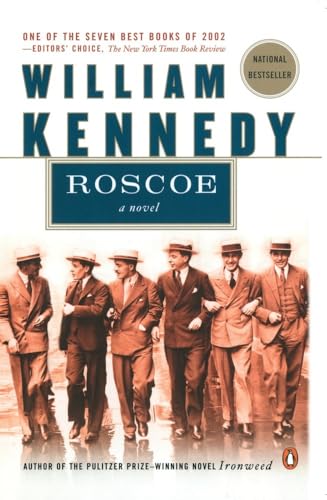 ONE OF THE SEVEN BEST BOOKS OF 2002
—EDITORS' CHOICE, The New York Times Book Review
WILLIAM
NATIONAL
BESTSELLER
KENNEDY
ROSCOE
a novel
AUTHOR OF THE PULITZER PRIZE–WINNING NOVEL Ironweed